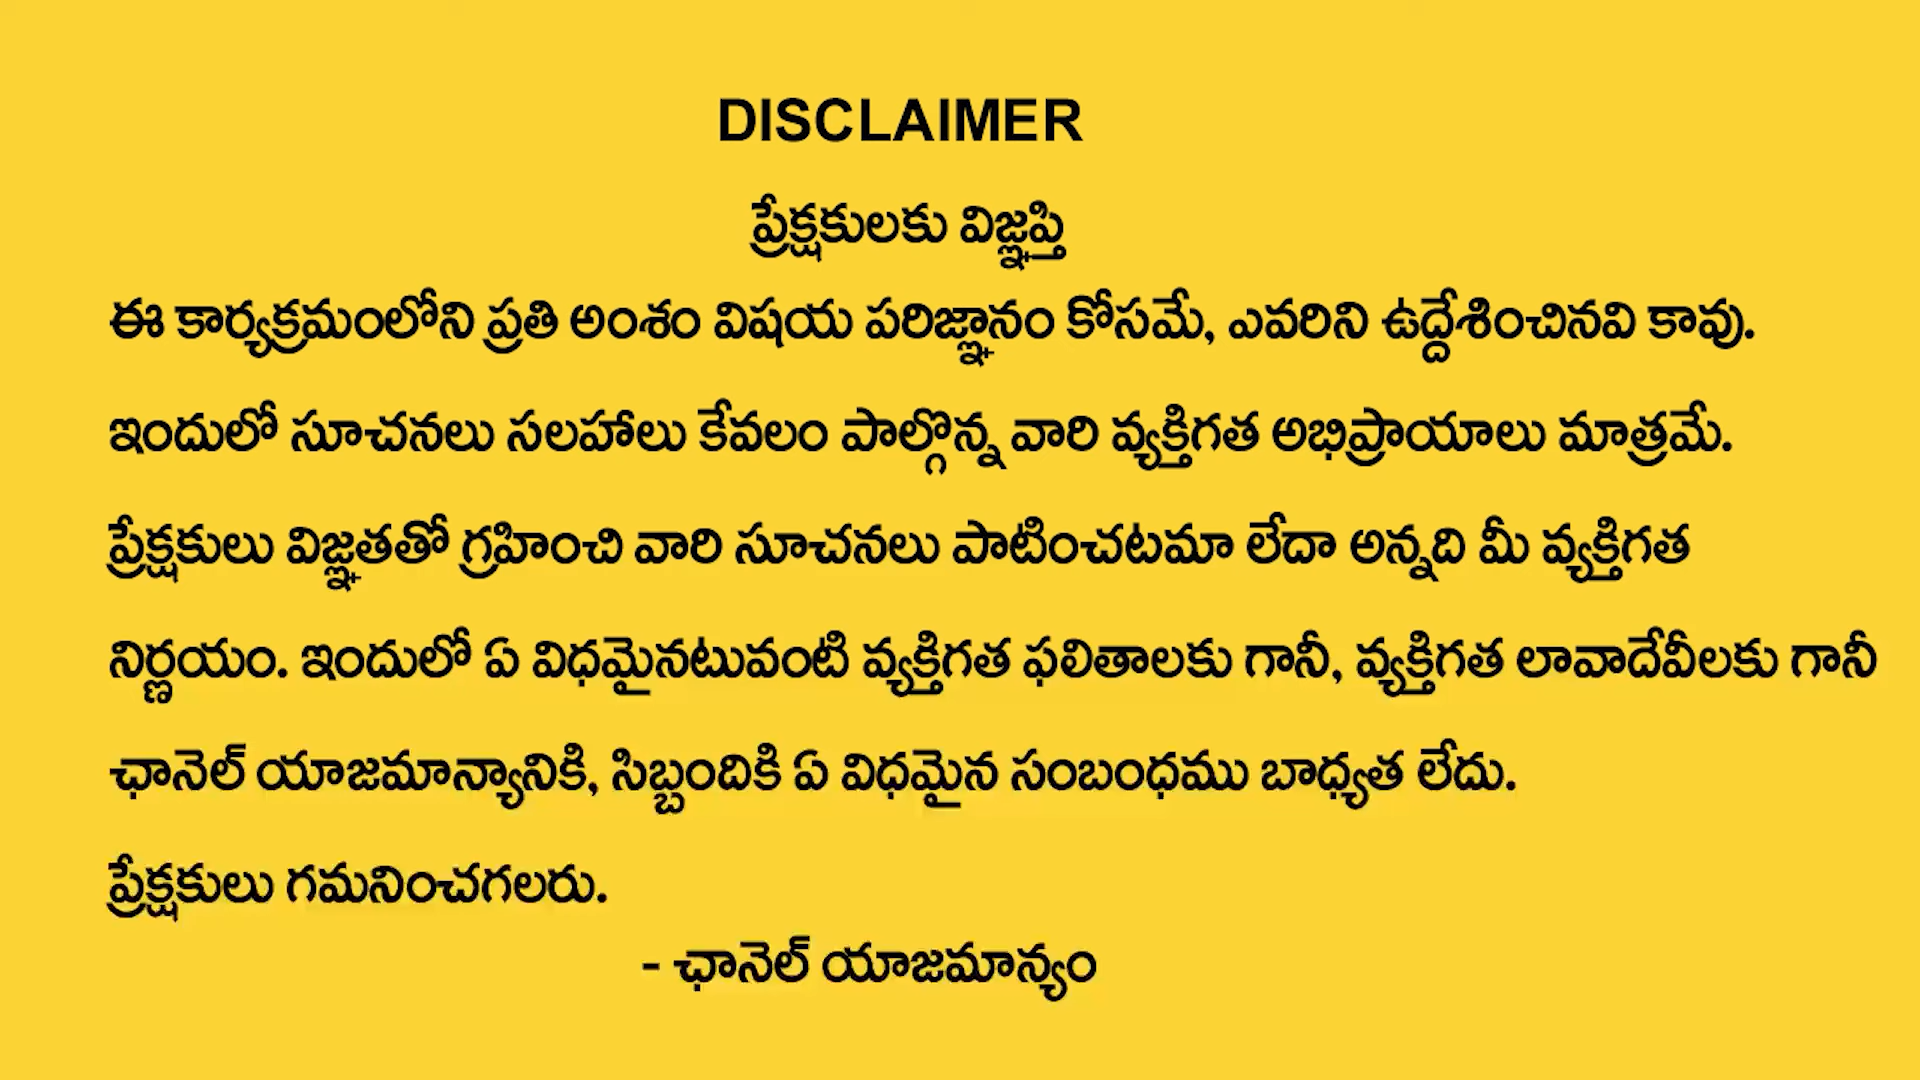 DISCLAIMER
ప్రేక్షకులకు విజ్ఞప్తి
ఈ కార్యక్రమంలోని ప్రతి అంశం విషయ పరిజ్ఞానం కోసమే, ఎవరిని ఉద్దేశించినవి కావు.
ఇందులో సూచనలు సలహాలు కేవలం పాల్గొన్న వారి వ్యక్తిగత అభిప్రాయాలు మాత్రమే.
ప్రేక్షకులు విజ్ఞతతో గ్రహించి వారి సూచనలు పాటించటమా లేదా అన్నది మీ వ్యక్తిగత
నిర్ణయం. ఇందులో ఏ విధమైనటువంటి వ్యక్తిగత ఫలితాలకు గానీ, వ్యక్తిగత లావాదేవీలకు గానీ
ఛానెల్ యాజమాన్యానికి, సిబ్బందికి ఏ విధమైన సంబంధము బాధ్యత లేదు.
ప్రేక్షకులు గమనించగలరు.
- ఛానెల్ యాజమాన్యం